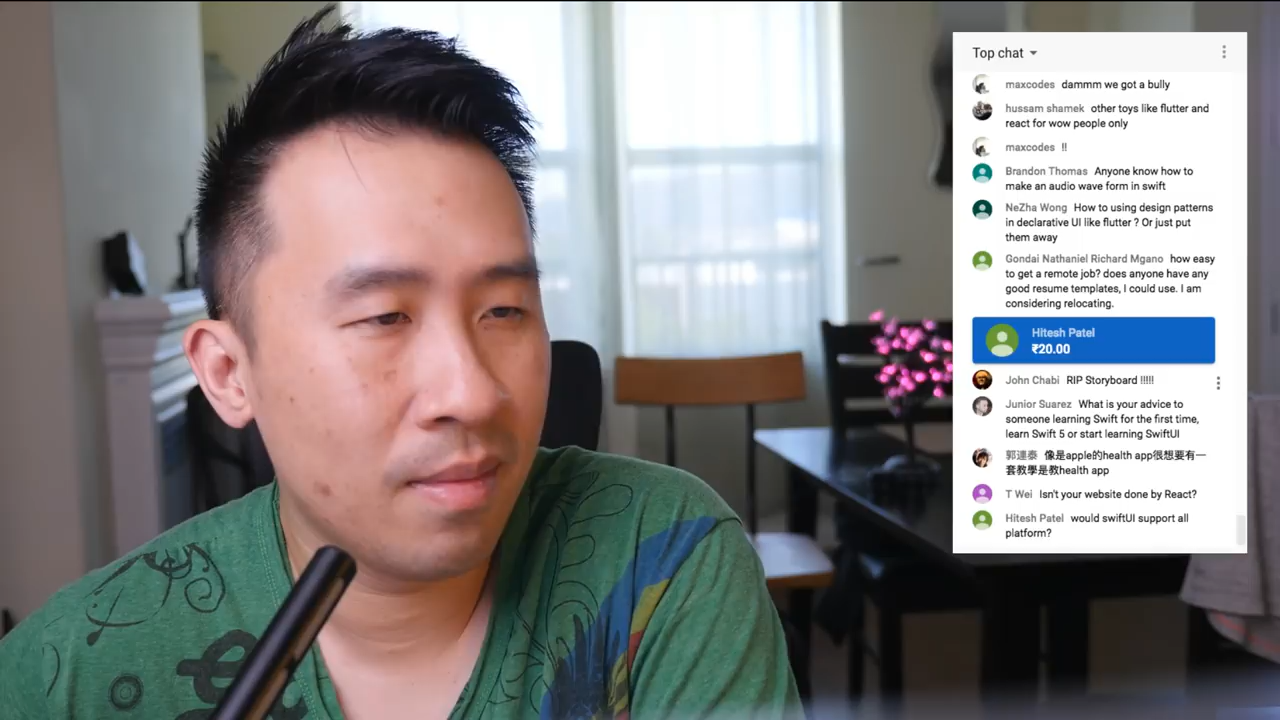 Top chat
maxcodes dammm we got a bully
hussam shamek other toys like flutter and
react for wow people only
maxcodes !!
Brandon Thomas Anyone know how to
make an audio wave form in swift
NeZha Wong How to using design patterns
in declarative UI like flutter ? Or just put
them away
Gondai Nathaniel Richard Mgano how easy
to get a remote job? does anyone have any
good resume templates, I could use. I am
considering relocating.
Hitesh Patel
₹20.00
John Chabi RIP Storyboard !!!!!
Junior Suarez What is your advice to
someone learning Swift for the first time,
learn Swift 5 or start learning SwiftUI
郭連泰 像是apple的health app很想要有一
套教學是教health app
T Wei Isn't your website done by React?
Hitesh Patel would swiftUI support all
platform?